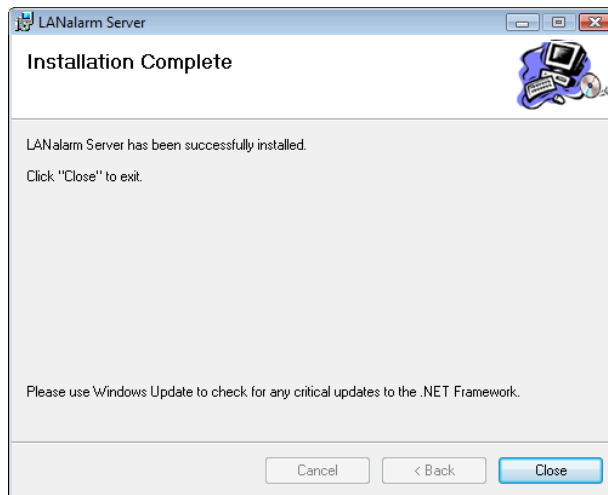 LANalarm Server
Installation Complete
LANalarm Server has been successfully installed.
Click "Close" to exit.
Please use Windows Update to check for any critical updates to the .NET Framework.
Cancel
< Back
Close